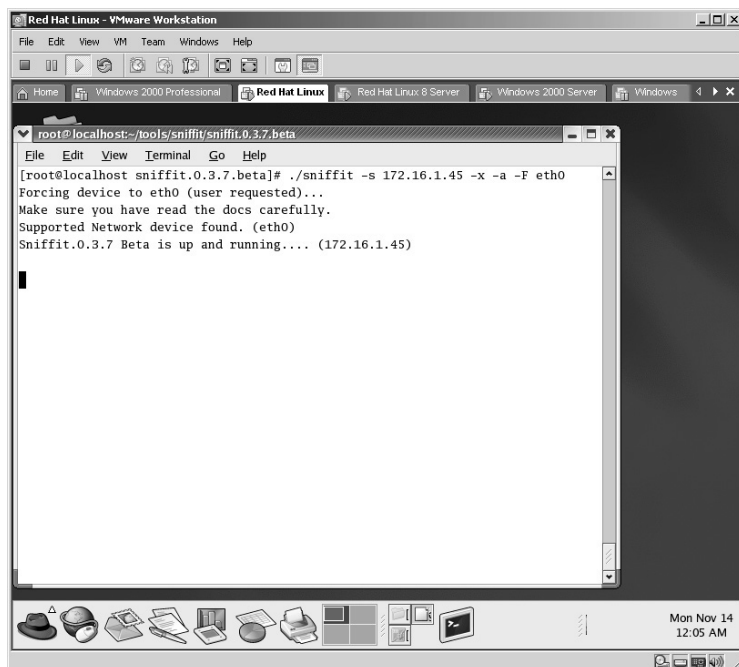 Red Hat Linux - VMware Workstation
File Edit View VM Team Windows Help
Home Windows 2000 Professional Red Hat Linux Red Hat Linux 8 Server Windows 2000 Server Windows
root@localhost:~/tools/sniffit/sniffit.0.3.7.beta
File Edit View Terminal Go Help
[root@localhost sniffit.0.3.7.beta]# ./sniffit -s 172.16.1.45 -x -a -F eth0
Forcing device to eth0 (user requested)...
Make sure you have read the docs carefully.
Supported Network device found. (eth0)
Sniffit.0.3.7 Beta is up and running.... (172.16.1.45)
Mon Nov 14
12:05 AM